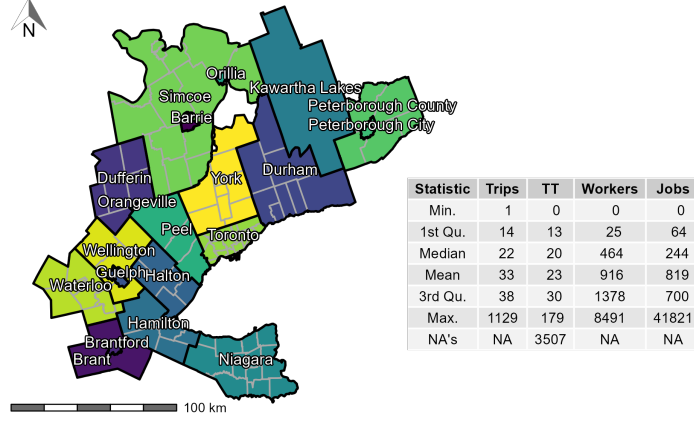 N
Orillia
Kawartha Lakes
Simcoe
Peterborough County
Barrie
Peterborough City
Dufferin
York
Durham
Orangeville
Peel
Toronto
Wellington
Guelph
Halton
Waterloo
Hamilton
Brantford
Brant
Niagara
100 km
Statistic Trips TT Workers Jobs
Min. 1 0 0 0
1st Qu. 14 13 25 64
Median 22 20 464 244
Mean 33 23 916 819
3rd Qu. 38 30 1378 700
Max. 1129 179 8491 41821
NA's NA 3507 NA NA